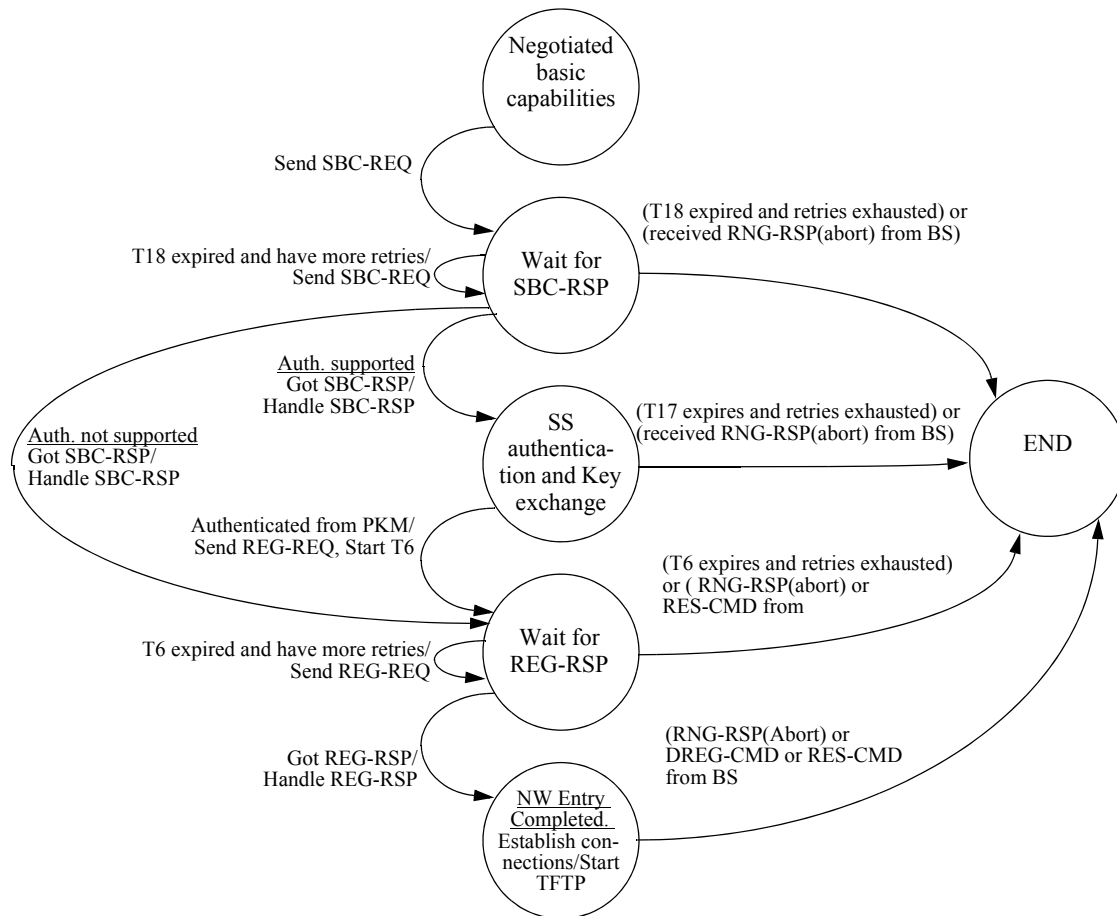 Negotiated
basic
capabilities
Send SBC-REQ
(T18 expired and retries exhausted) or
(received RNG-RSP(abort) from BS)
T18 expired and have more retries/
Send SBC-REQ
Wait for
SBC-RSP
Auth. supported
Got SBC-RSP/
Handle SBC-RSP
(T17 expires and retries exhausted) or
(received RNG-RSP(abort) from BS)
Auth. not supported
Got SBC-RSP/
Handle SBC-RSP
SS
authentica-
tion and Key
exchange
END
Authenticated from PKM/
Send REG-REQ, Start T6
(T6 expires and retries exhausted)
or ( RNG-RSP(abort) or
RES-CMD from
T6 expired and have more retries/
Send REG-REQ
Wait for
REG-RSP
Got REG-RSP/
Handle REG-RSP
(RNG-RSP(Abort) or
DREG-CMD or RES-CMD
from BS
NW Entry
Completed.
Establish con-
nections/Start
TFTP